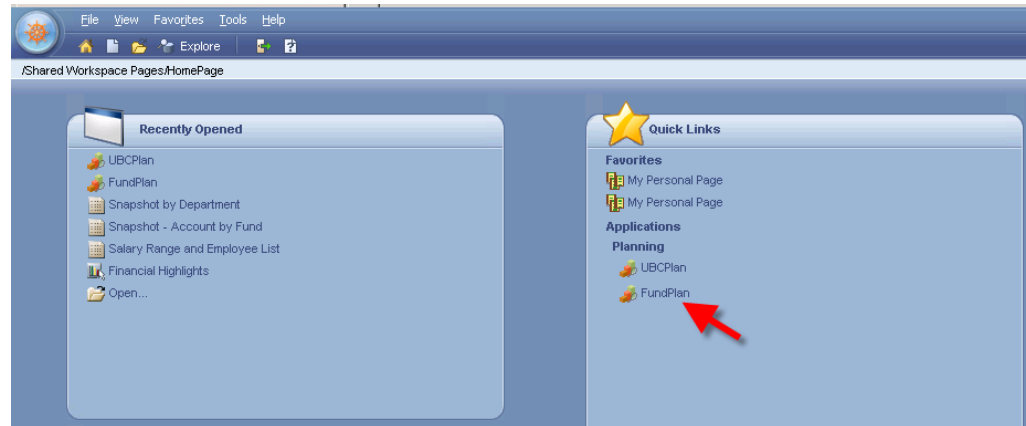 File View Favorites Tools Help
Explore
/Shared Workspace Pages/HomePage
Recently Opened
UBCPlan
FundPlan
Snapshot by Department
Snapshot - Account by Fund
Salary Range and Employee List
Financial Highlights
Open...
Quick Links
Favorites
My Personal Page
My Personal Page
Applications
Planning
UBCPlan
FundPlan